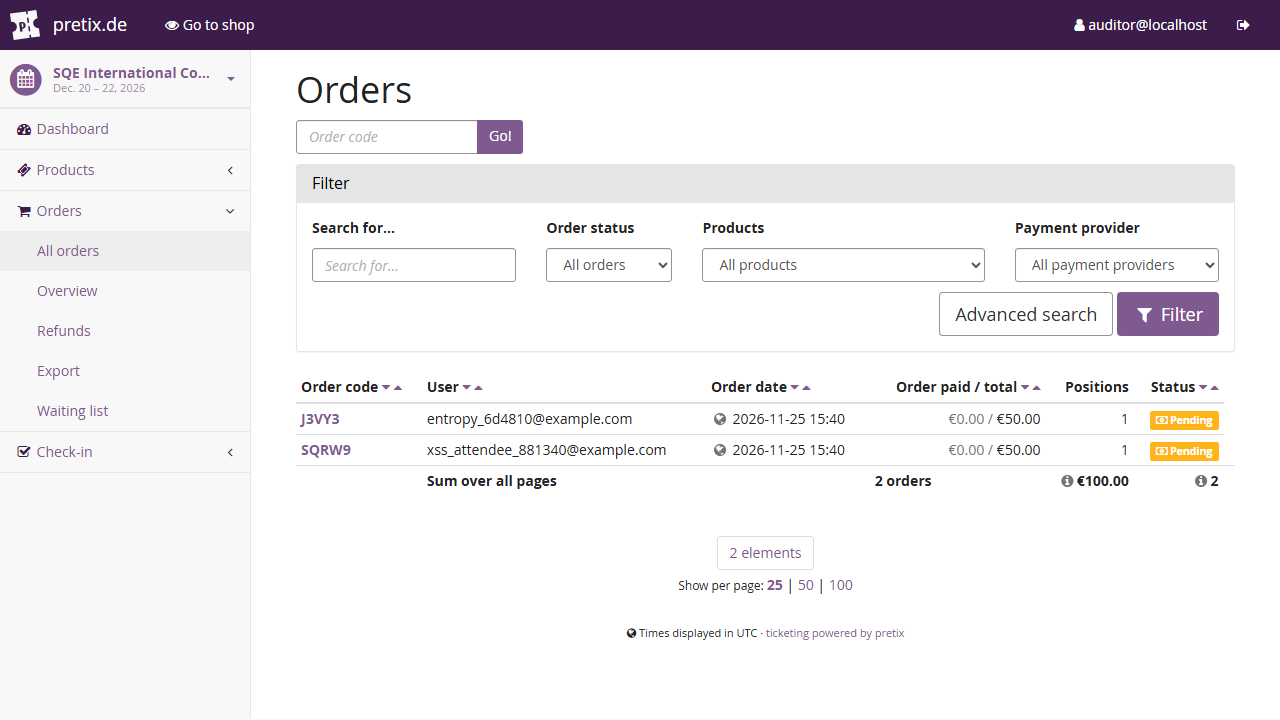 pretix.de Go to shop auditor@localhost
SQE International Co...
Dec. 20 – 22, 2026
Dashboard
Products
Orders
All orders
Overview
Refunds
Export
Waiting list
Check-in
Orders
Order code Go!
Filter
Search for... Order status Products Payment provider
Search for... All orders All products All payment providers
Advanced search Filter
Order code User Order date Order paid / total Positions Status
J3VY3 entropy_6d4810@example.com 2026-11-25 15:40 €0.00 / €50.00 1 Pending
SQRW9 xss_attendee_881340@example.com 2026-11-25 15:40 €0.00 / €50.00 1 Pending
Sum over all pages 2 orders €100.00 2
2 elements
Show per page: 25 | 50 | 100
Times displayed in UTC · ticketing powered by pretix